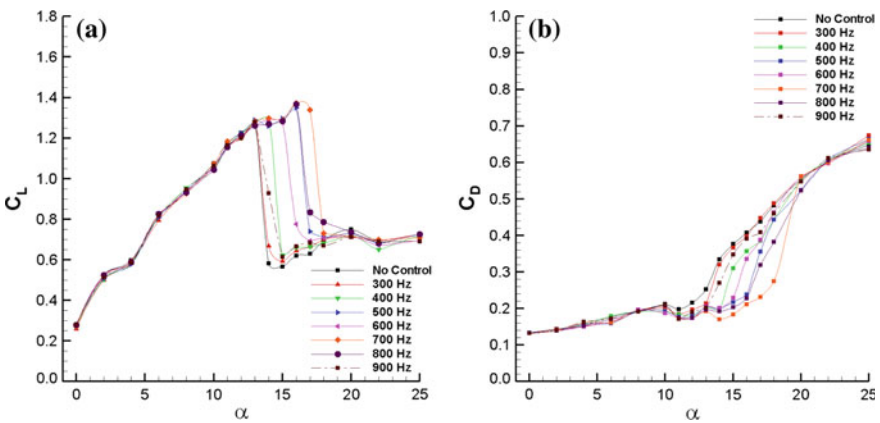 (a)
1.8
1.6
1.4
1.2
1.0
0.8
0.6
0.4
0.2
0.0
C_L
0 5 10 15 20 25
α
No Control
300 Hz
400 Hz
500 Hz
600 Hz
700 Hz
800 Hz
900 Hz
(b)
1.0
0.9
0.8
0.7
0.6
0.5
0.4
0.3
0.2
0.1
0.0
C_D
0 5 10 15 20 25
α
No Control
300 Hz
400 Hz
500 Hz
600 Hz
700 Hz
800 Hz
900 Hz